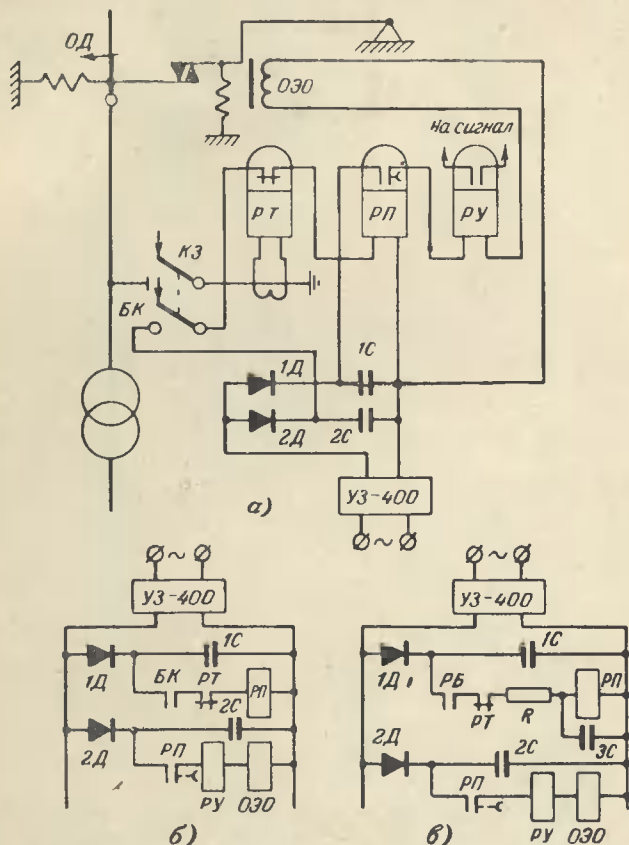 ОД
ОЭО
На сигнал
РТ
РП
РУ
КЗ
БК
1С
1Д
2Д
2С
УЗ-400
~
а)
~
УЗ-400
1С
1Д
БК
РТ
2С
РП
2Д
РП
РУ
ОЭО
б)
~
УЗ-400
1С
1Д
РБ
РТ
R
РП
3С
2Д
2С
РП
РУ
ОЭО
в)